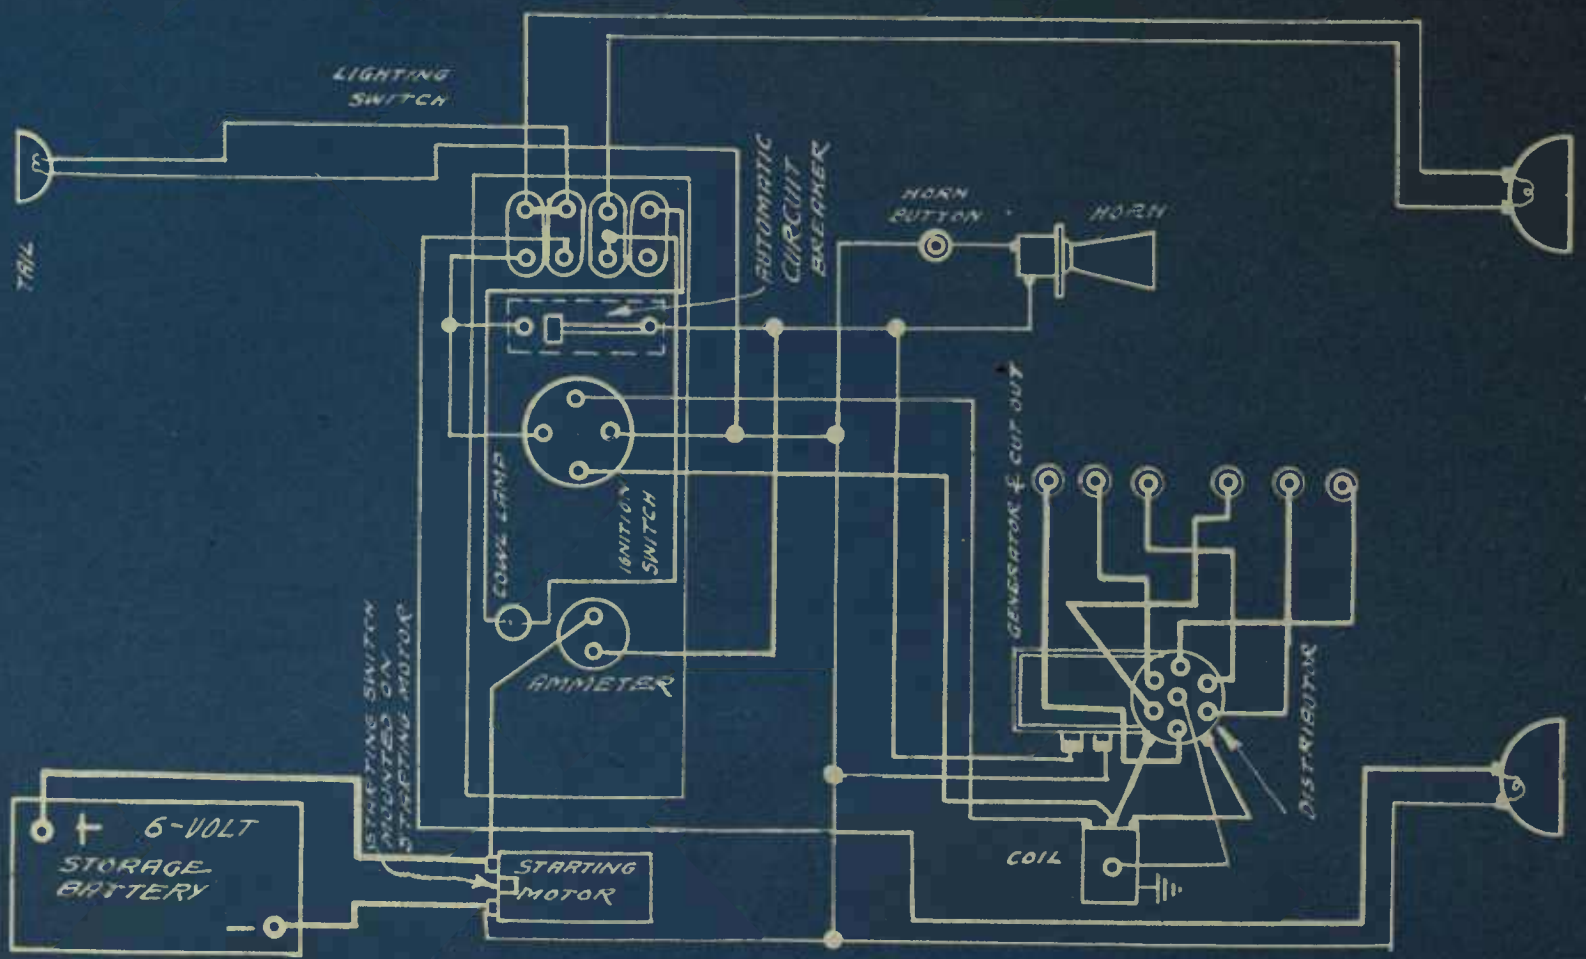 LIGHTING
SWITCH
TAIL
AUTOMATIC
CURCUIT
BREAKER
HORN
BUTTON
HORN
COWL LAMP
IGNITION
SWITCH
GENERATOR & CUT OUT
AMMETER
STARTING SWITCH
MOUNTED ON
STARTING MOTOR
DISTRIBUTOR
+ 6-VOLT
STORAGE
BATTERY
-
STARTING
MOTOR
COIL